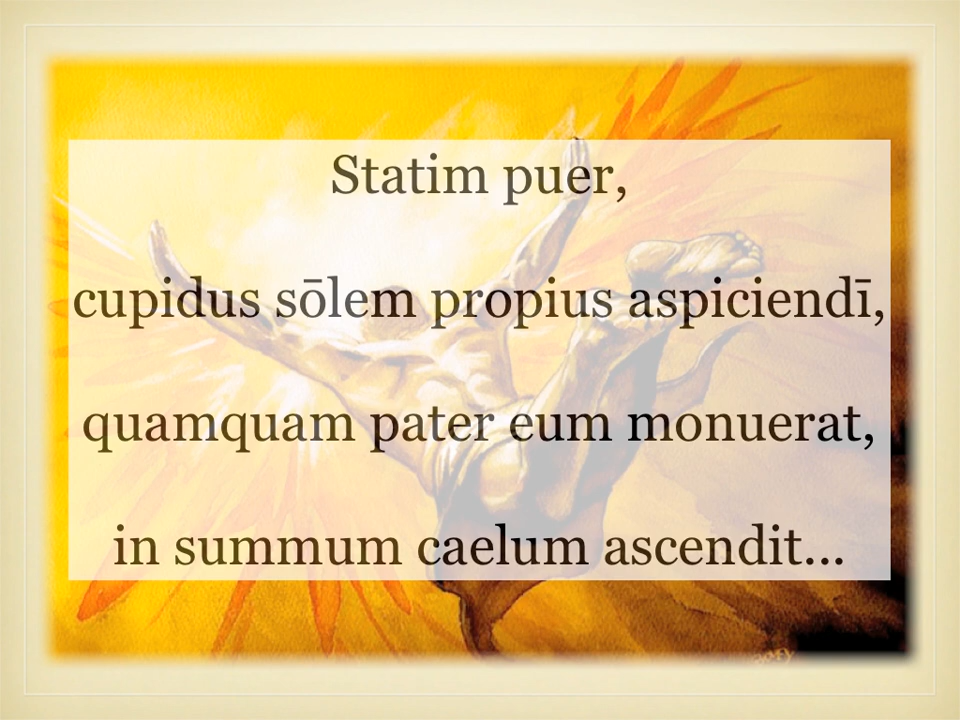 Statim puer,
cupidus sōlem propius aspiciendī,
quamquam pater eum monuerat,
in summum caelum ascendit...